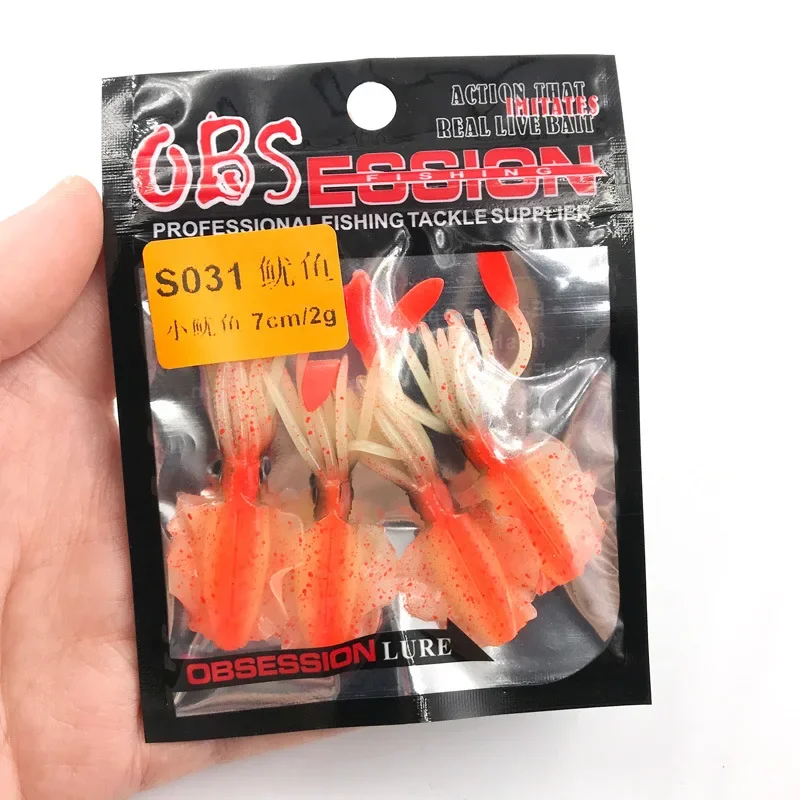 ACTION THAT
IMITATES
REAL LIVE BAIT
OBSESSION
FISHING
PROFESSIONAL FISHING TACKLE SUPPLIER
S031 鱿鱼
小鱿鱼 7cm/2g
OBSESSION LURE